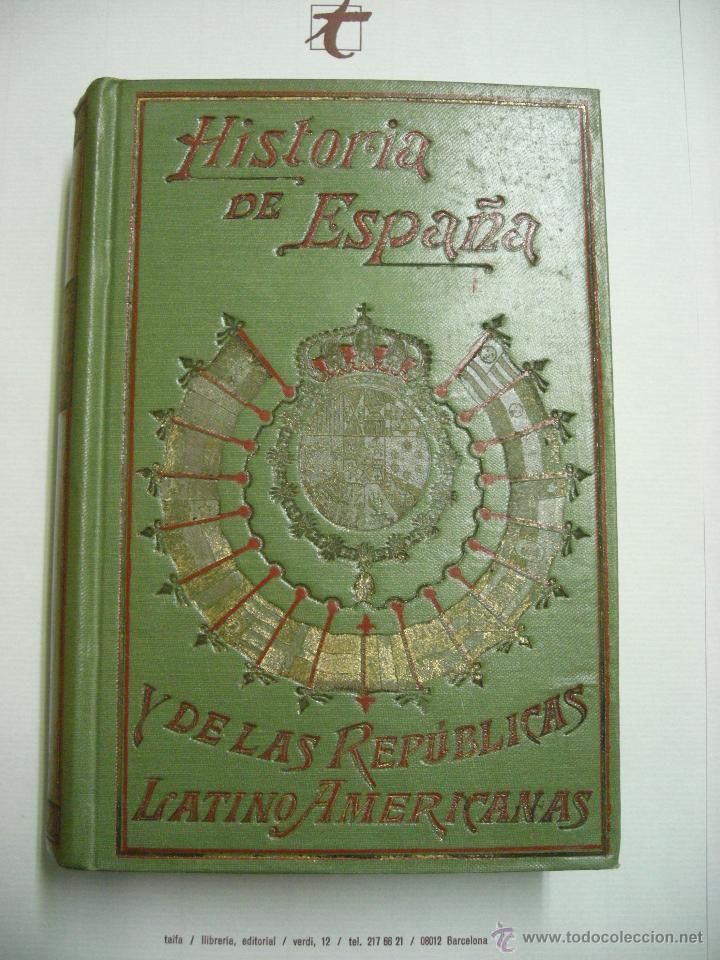 t
Historia
DE España
Y DE LAS REPÚBLICAS
LATINO AMERICANAS
taifa / llibreria, editorial / verdi, 12 / tel. 217 66 21 / 08012 Barcelona
© todocoleccion
www.todocoleccion.net